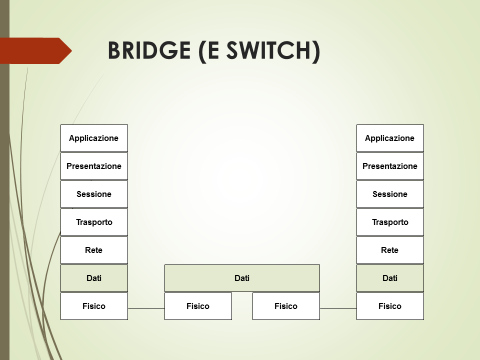 BRIDGE (E SWITCH)
Applicazione
Presentazione
Sessione
Trasporto
Rete
Dati
Fisico
Dati
Fisico Fisico
Applicazione
Presentazione
Sessione
Trasporto
Rete
Dati
Fisico